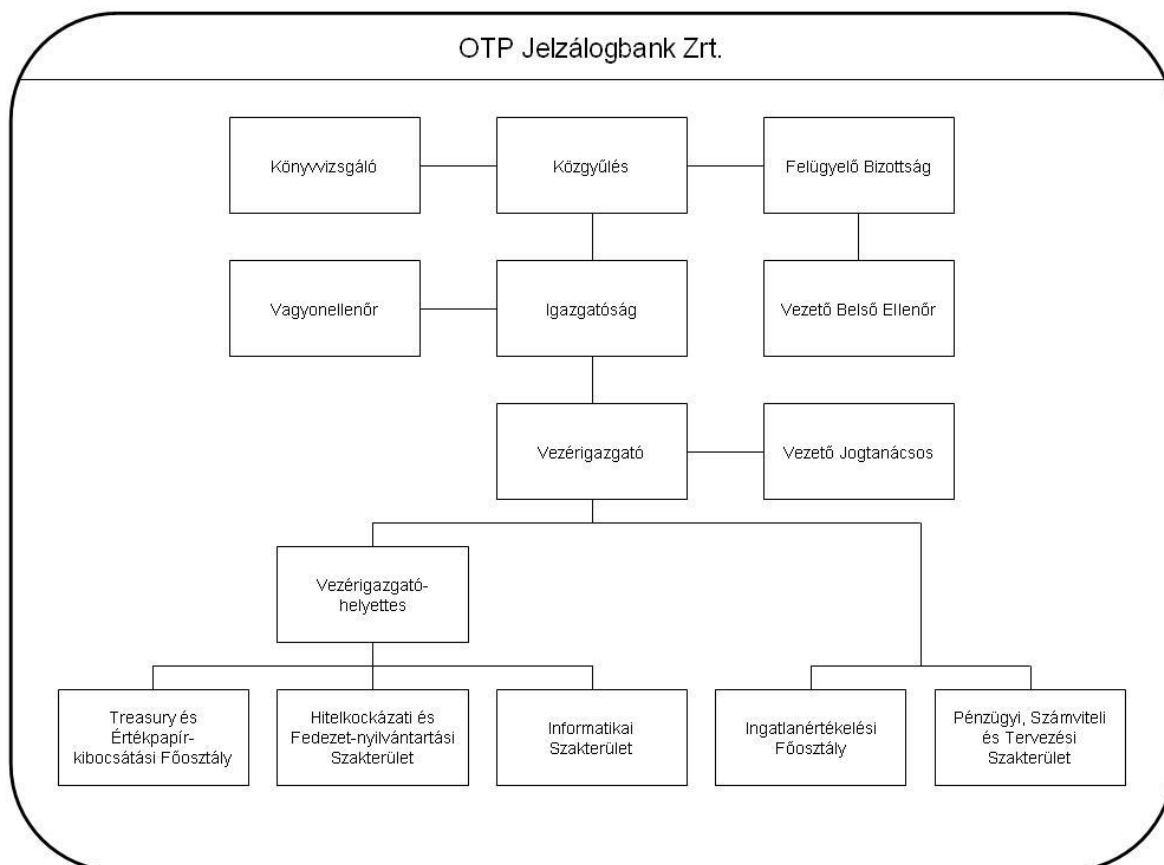 OTP Jelzálogbank Zrt.
Könyvvizsgáló
Közgyűlés
Felügyelő Bizottság
Vagyonellenőr
Igazgatóság
Vezető Belső Ellenőr
Vezérigazgató
Vezető Jogtanácsos
Vezérigazgató-
helyettes
Treasury és
Értékpapír-
kibocsátási Főosztály
Hitelkockázati és
Fedezet-nyilvántartási
Szakterület
Informatikai
Szakterület
Ingatlanértékelési
Főosztály
Pénzügyi, Számviteli
és Tervezési
Szakterület